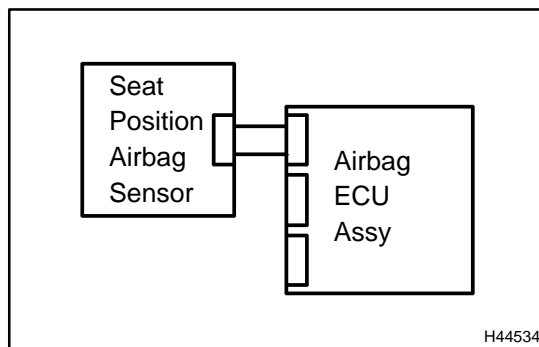 Seat
Position
Airbag
Sensor
Airbag
ECU
Assy
H44534